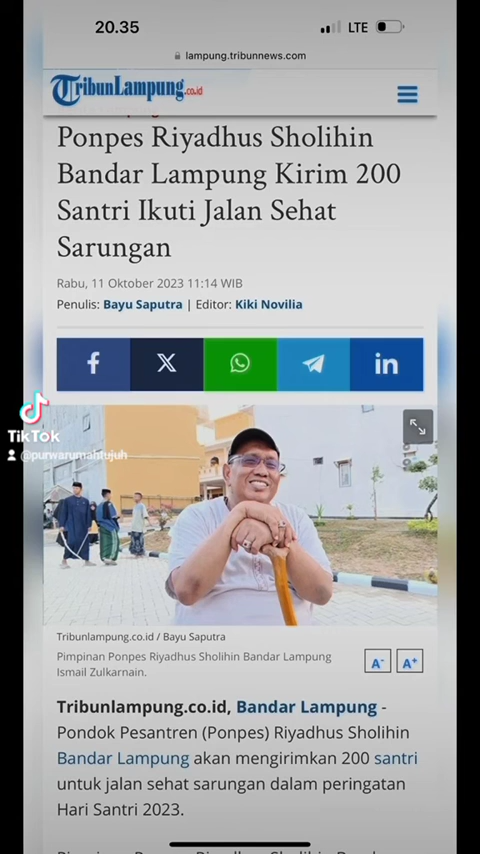 20.35
LTE
lampung.tribunnews.com
TribunLampung.co.id
Ponpes Riyadhus Sholihin
Bandar Lampung Kirim 200
Santri Ikuti Jalan Sehat
Sarungan
Rabu, 11 Oktober 2023 11:14 WIB
Penulis: Bayu Saputra | Editor: Kiki Novilia
TikTok
@purwarumahtujuh
Tribunlampung.co.id / Bayu Saputra
Pimpinan Ponpes Riyadhus Sholihin Bandar Lampung
Ismail Zulkarnain.
A- A+
Tribunlampung.co.id, Bandar Lampung -
Pondok Pesantren (Ponpes) Riyadhus Sholihin
Bandar Lampung akan mengirimkan 200 santri
untuk jalan sehat sarungan dalam peringatan
Hari Santri 2023.